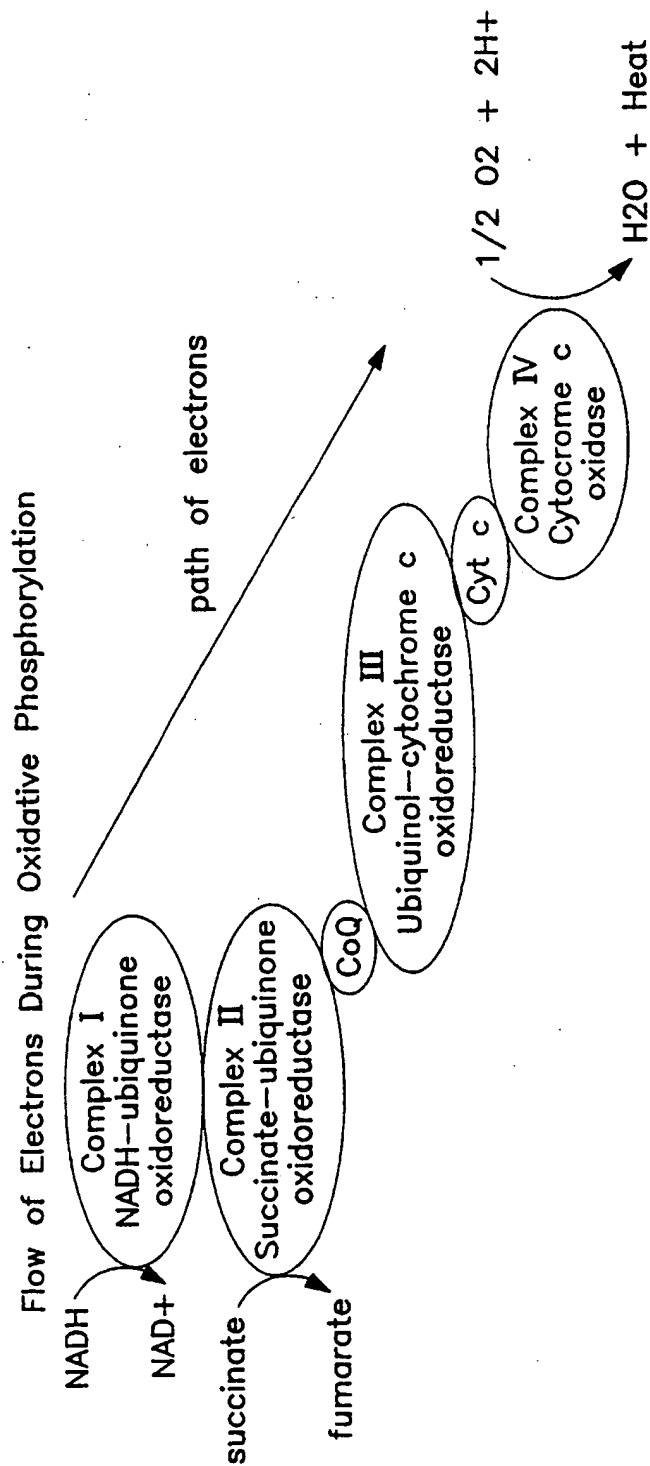 Flow of Electrons During Oxidative Phosphorylation
NADH
NAD+
Complex I
NADH-ubiquinone
oxidoreductase
path of electrons
succinate
fumarate
Complex II
Succinate-ubiquinone
oxidoreductase
CoQ
Complex III
Ubiquinol-cytochrome c
oxidoreductase
Cyt c
Complex IV
Cytocrome c
oxidase
1/2 O2 + 2H+
H2O + Heat